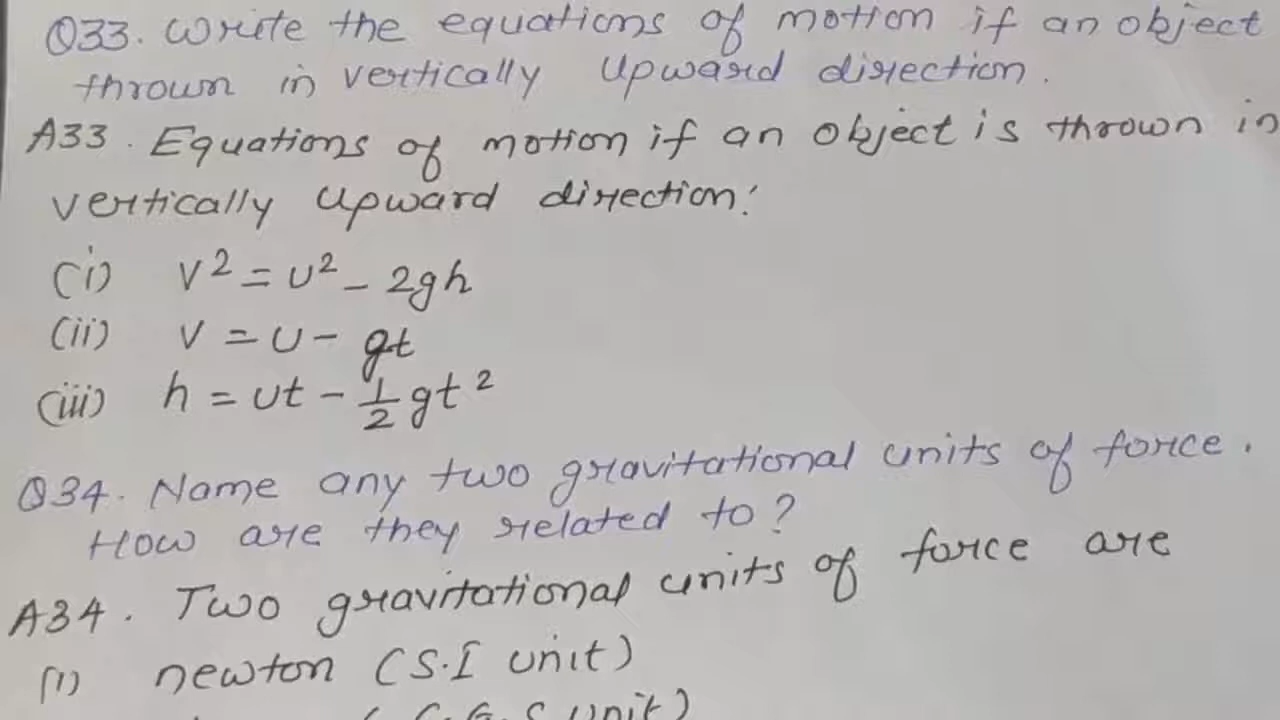 Q33. Write the equations of motion if an object
thrown in vertically Upward direction.
A33. Equations of motion if an object is thrown in
vertically Upward direction:
(i) V² = U² - 2gh
(ii) V = U - gt
(iii) h = Ut - 1/2 gt²
Q34. Name any two gravitational units of force.
How are they related to?
A34. Two gravitational units of force are
(1) newton (S.I unit)
(C.G.S unit)